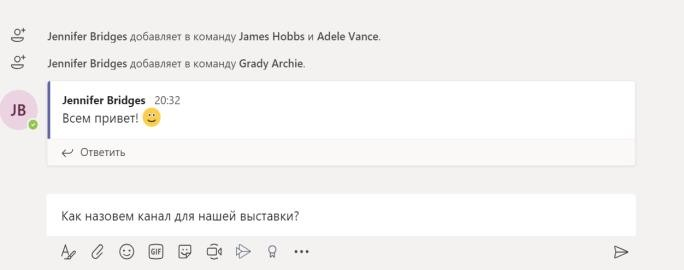 Jennifer Bridges добавляет в команду James Hobbs и Adele Vance.
Jennifer Bridges добавляет в команду Grady Archie.
Jennifer Bridges 20:32
JB
Всем привет!
Ответить
Как назовем канал для нашей выставки?
GIF